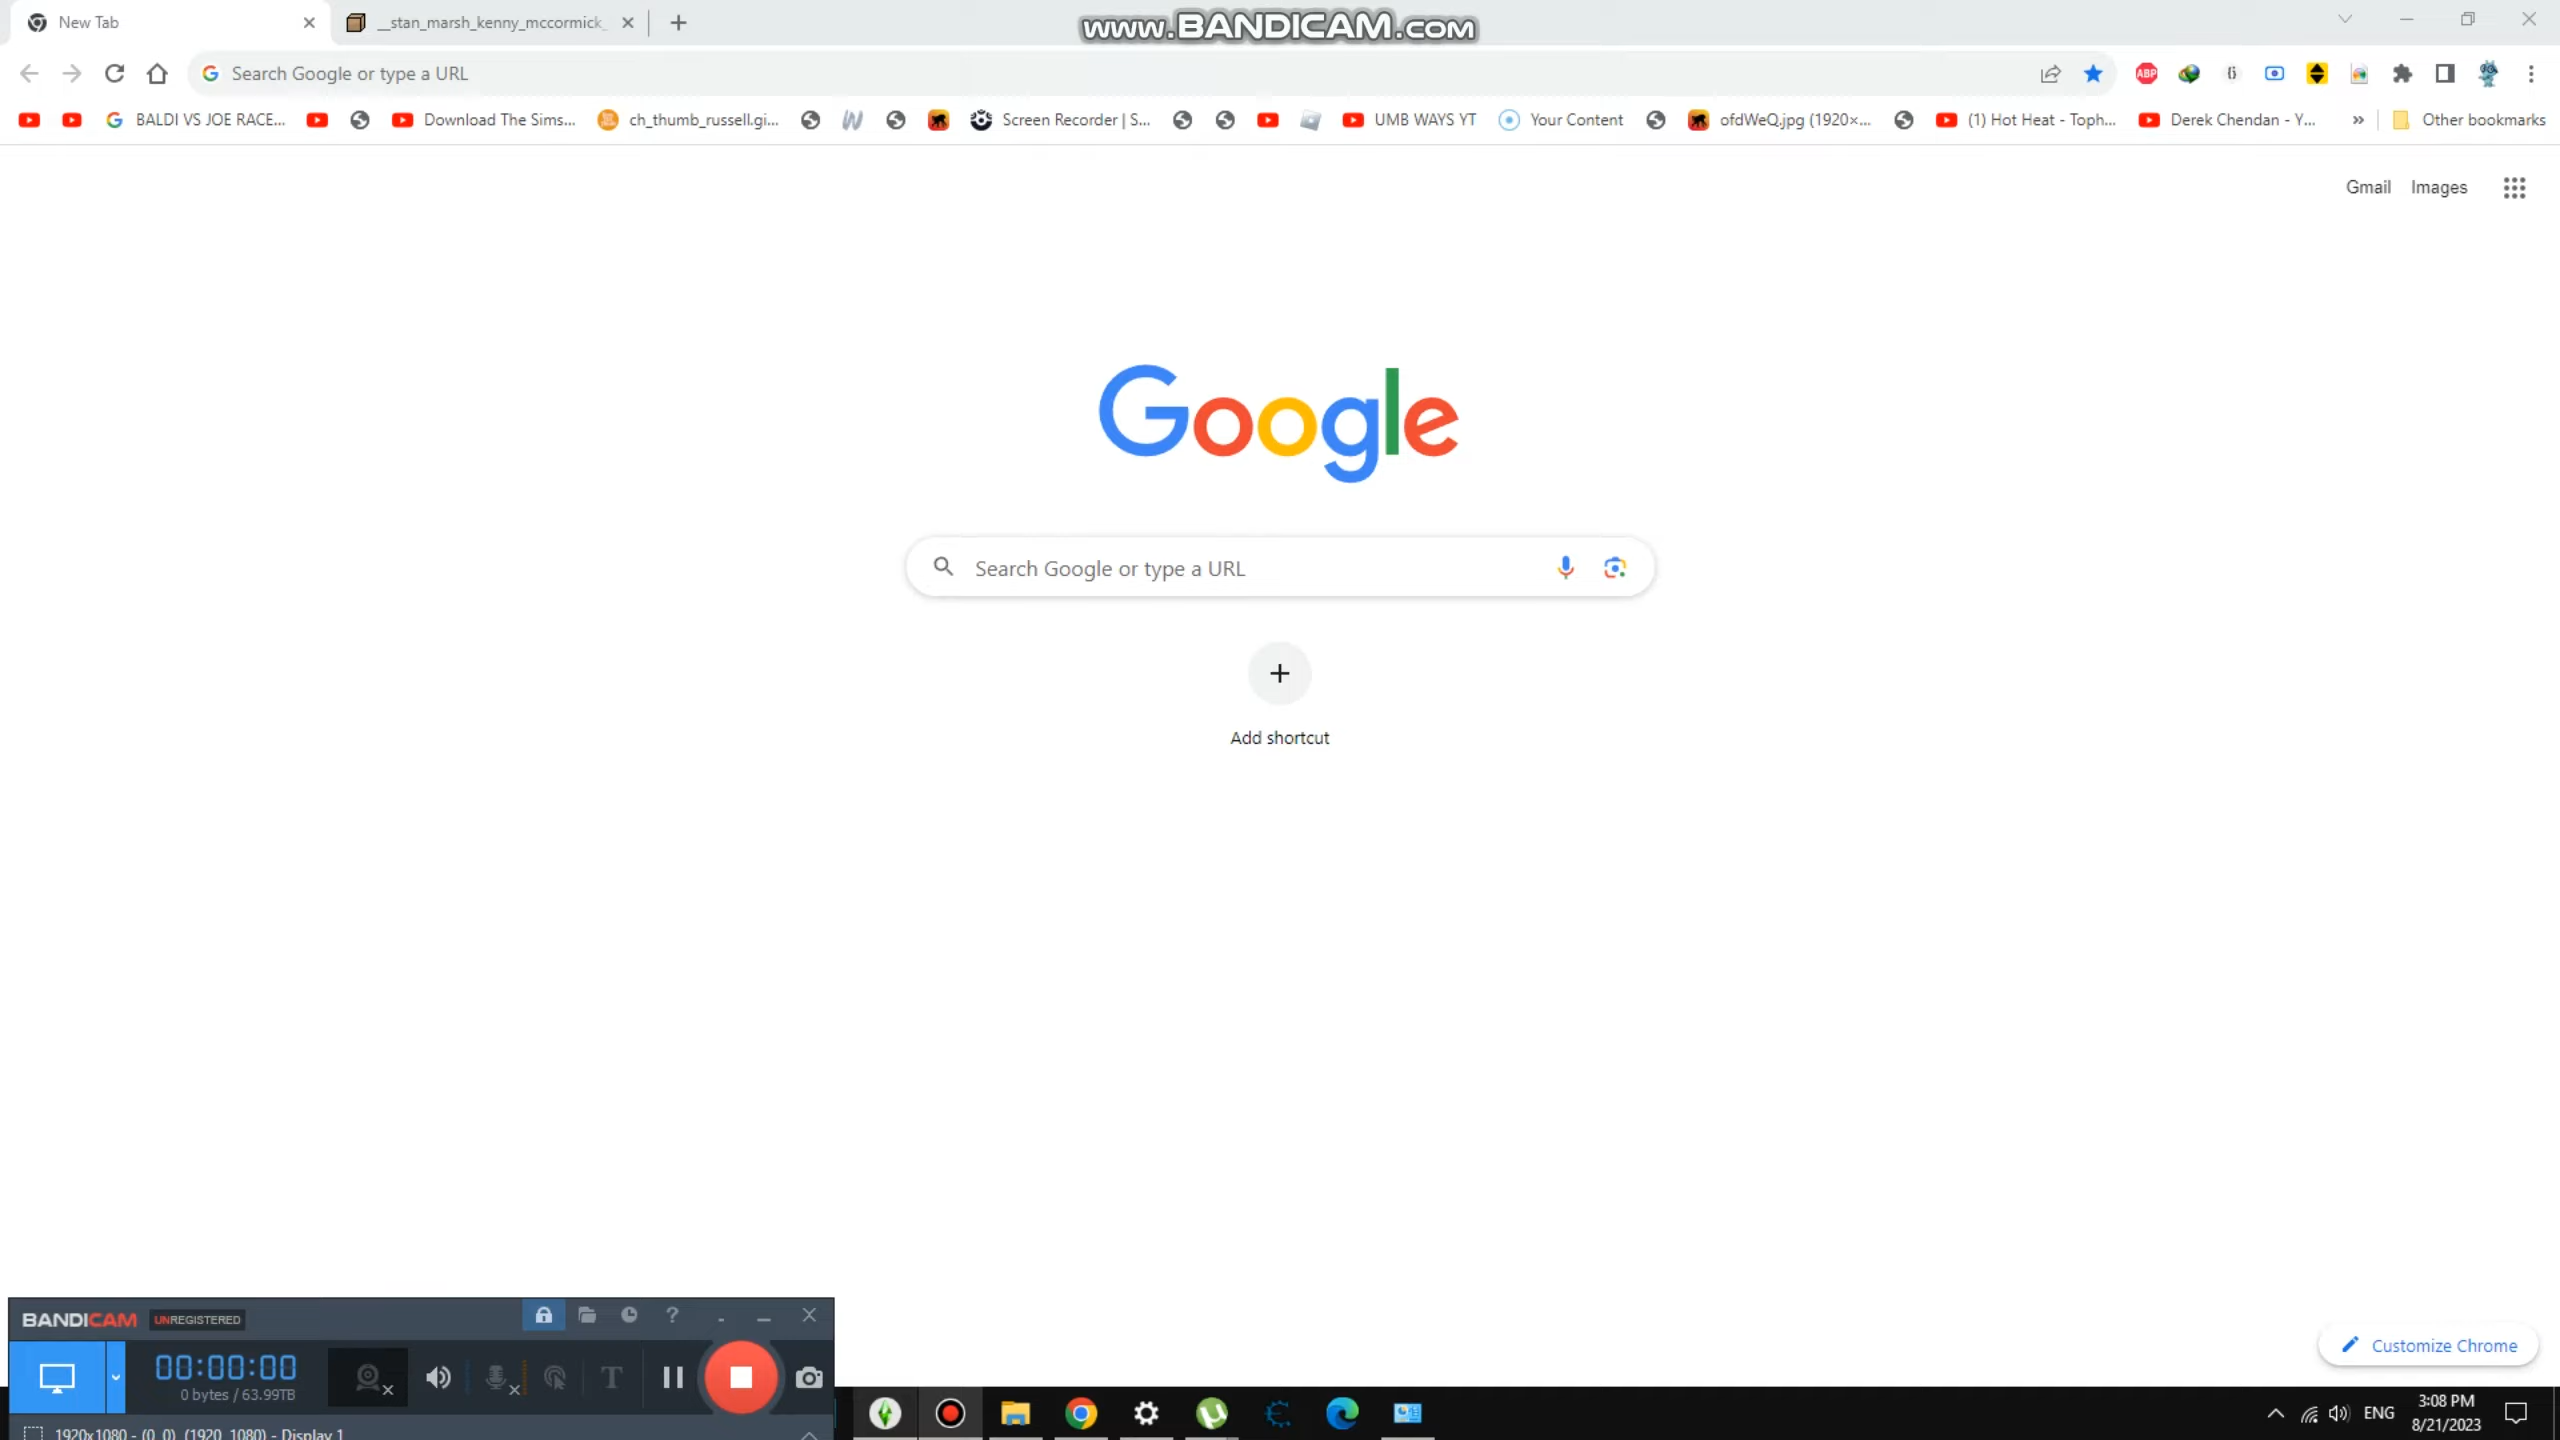 New Tab
__stan_marsh_kenny_mccormick_
www.BANDICAM.com
Search Google or type a URL
ABP
BALDI VS JOE RACE...
Download The Sims...
ch_thumb_russell.gi...
Screen Recorder | S...
UMB WAYS YT
Your Content
ofdWeQ.jpg (1920×...
(1) Hot Heat - Toph...
Derek Chendan - Y...
Other bookmarks
Gmail
Images
Google
Search Google or type a URL
Add shortcut
Customize Chrome
BANDICAM
UNREGISTERED
00:00:00
0 bytes / 63.99TB
1920x1080 - (0, 0), (1920, 1080) - Display 1
ENG
3:08 PM
8/21/2023